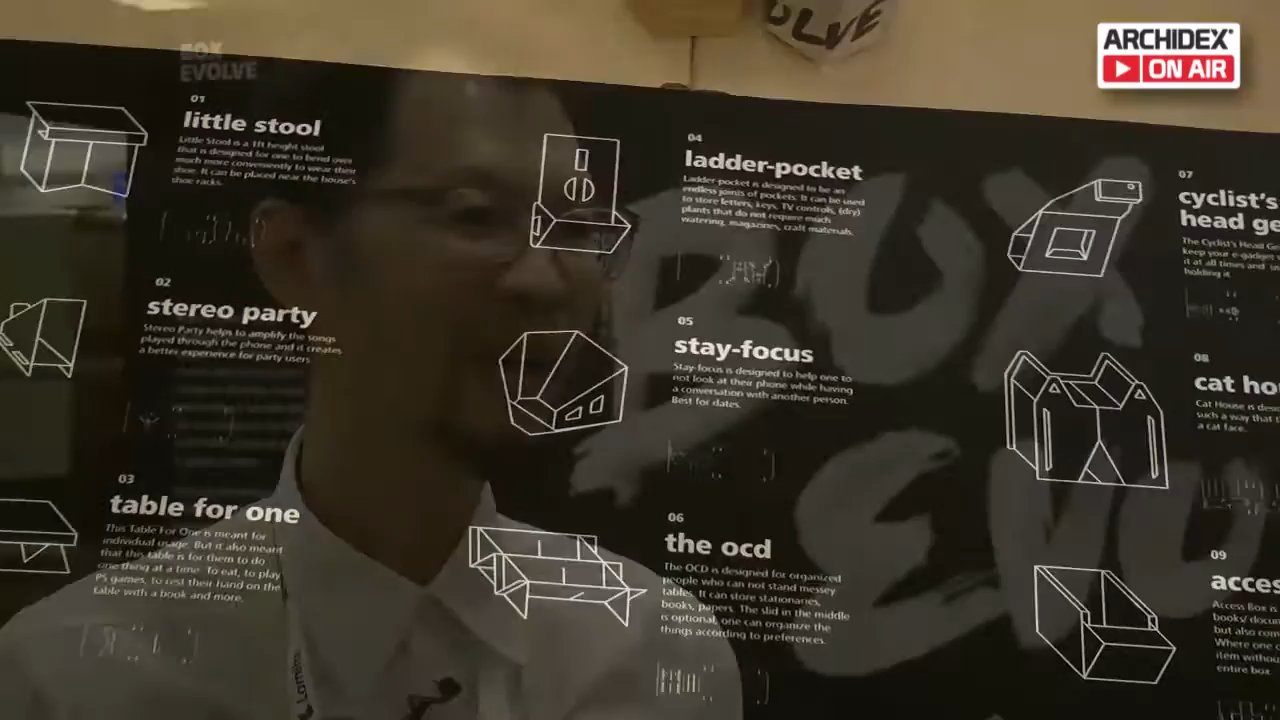 OLVE
ARCHIDEX
ON AIR
BOX
EVOLVE
01
little stool
Little Stool is a 1ft height stool
that is designed for one to bend over
much more conveniently to wear their
shoe. It can be placed near the house's
shoe racks.
02
stereo party
Stereo Party helps to amplify the songs
played through the phone and it creates
a better experience for party users.
03
table for one
This Table For One is meant for
individual usage. But it also meant
that this table is for them to do
one thing at a time. To eat, to play
PS games, to rest their hand on the
table with a book and more.
04
ladder-pocket
Ladder-pocket is designed to be an
endless joints of pockets. It can be used
to store letters, keys, TV controls, (dry)
plants that do not require much
watering, magazines, craft materials.
05
stay-focus
Stay-focus is designed to help one to
not look at their phone while having
a conversation with another person.
Best for dates.
06
the ocd
The OCD is designed for organized
people who can not stand messey
tables. It can store stationaries,
books, papers. The slid in the middle
is optional, one can organize the
things according to preferences.
07
cyclist's
head ge
The Cyclist's Head Ge
keep your e-gadget
it at all times and
holding it.
08
cat ho
Cat House is des
such a way that t
a cat face.
09
acces
Access Box is
books/ docum
but also com
Where one c
item withou
entire box.
BOX
EVO